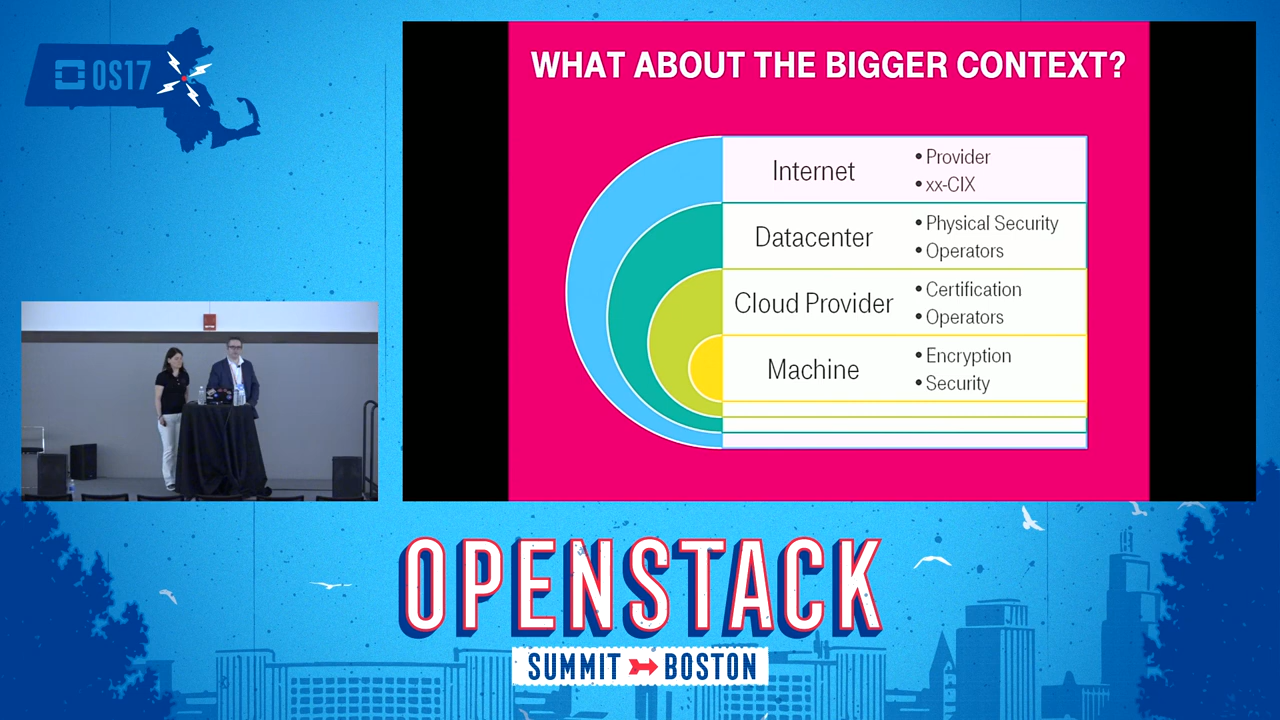 OS17
WHAT ABOUT THE BIGGER CONTEXT?
Internet
• Provider
• xx-CIX
Datacenter
• Physical Security
• Operators
Cloud Provider
• Certification
• Operators
Machine
• Encryption
• Security
OPENSTACK
SUMMIT BOSTON